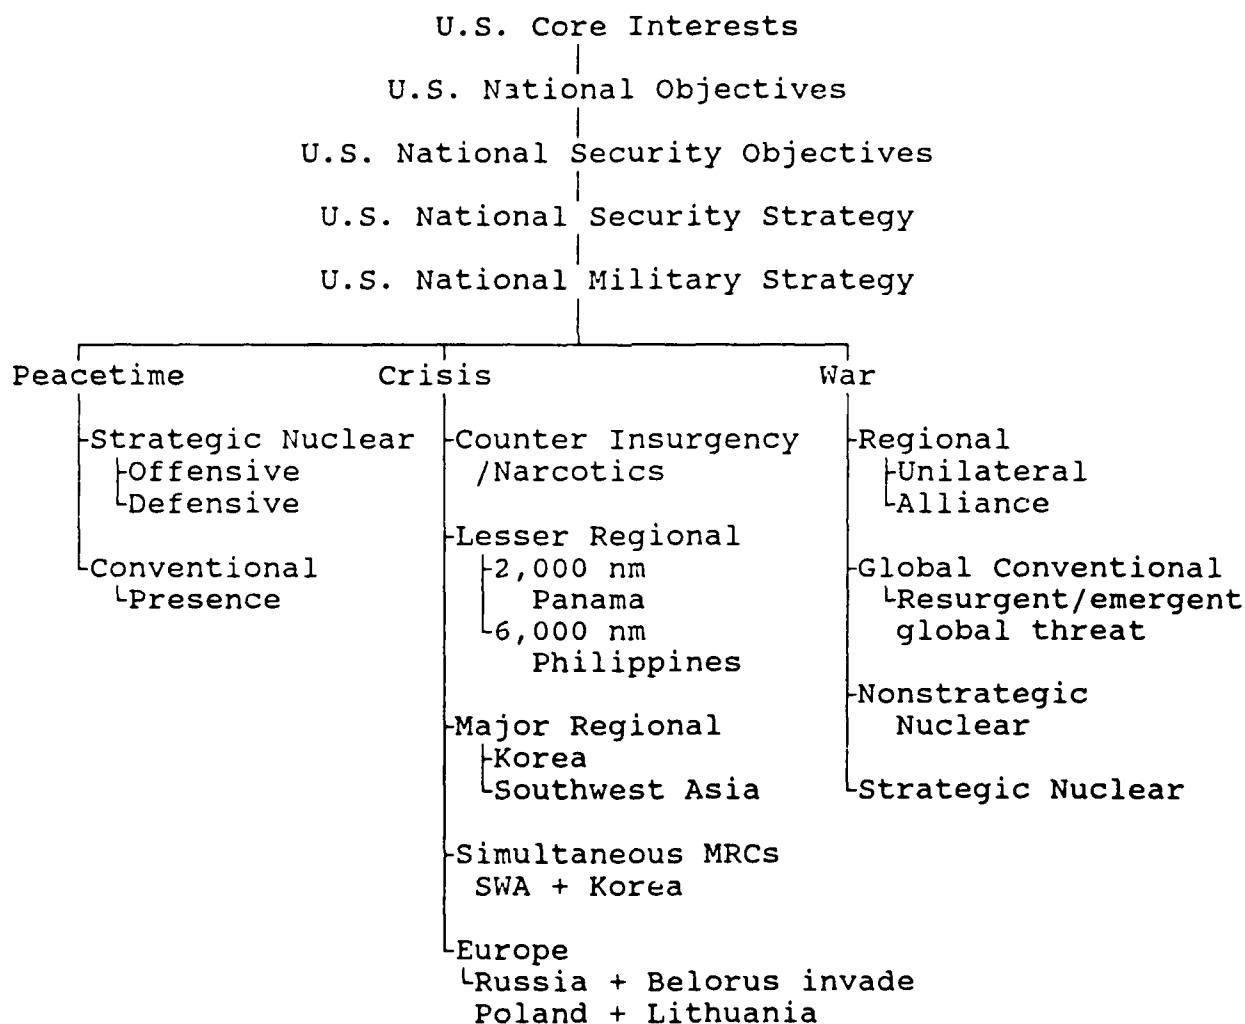 U.S. Core Interests
U.S. National Objectives
U.S. National Security Objectives
U.S. National Security Strategy
U.S. National Military Strategy
Peacetime
Strategic Nuclear
Offensive
Defensive
Conventional
Presence
Crisis
Counter Insurgency
/Narcotics
Lesser Regional
2,000 nm
Panama
6,000 nm
Philippines
Major Regional
Korea
Southwest Asia
Simultaneous MRCs
SWA + Korea
Europe
Russia + Belorus invade
Poland + Lithuania
War
Regional
Unilateral
Alliance
Global Conventional
Resurgent/emergent
global threat
Nonstrategic
Nuclear
Strategic Nuclear